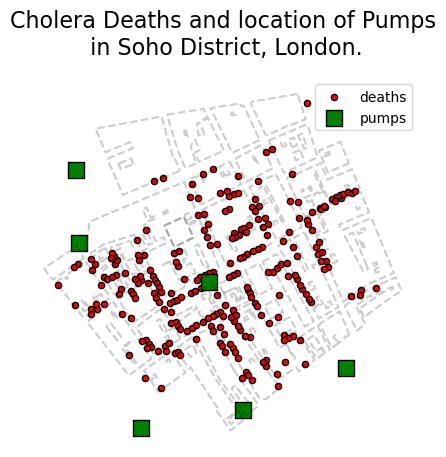 Cholera Deaths and location of Pumps
in Soho District, London.
deaths
pumps